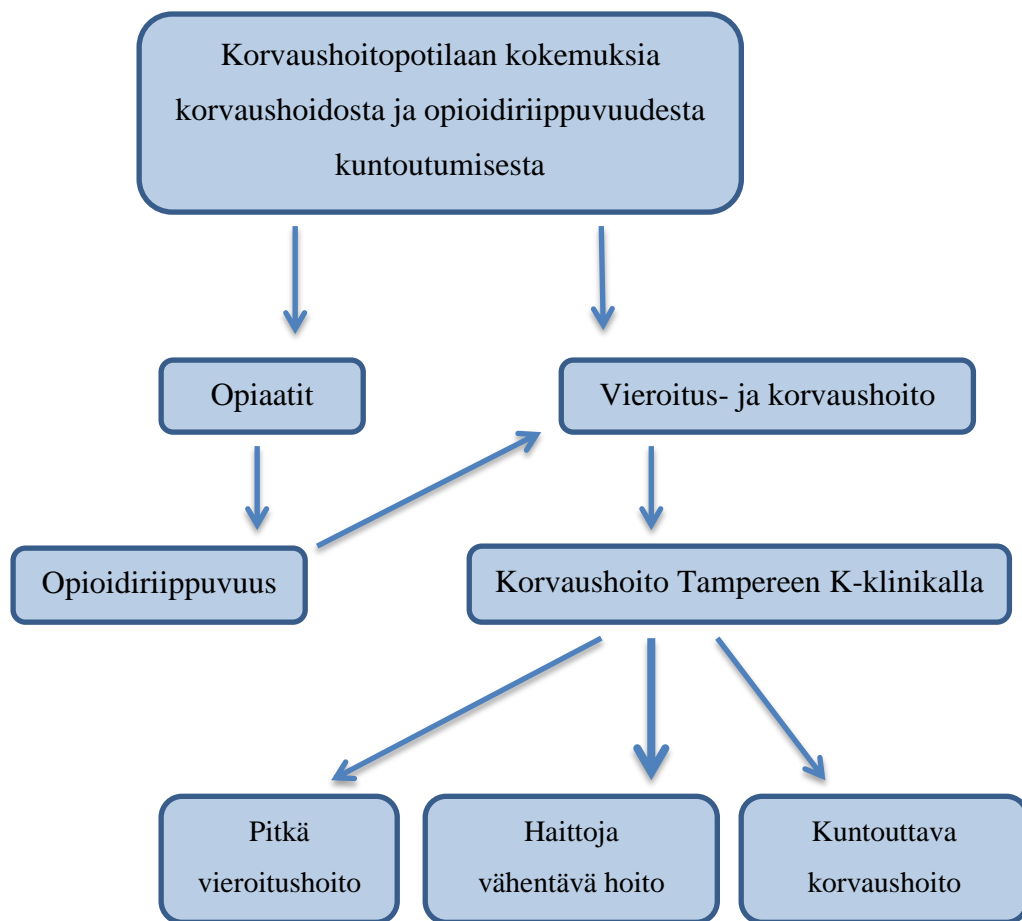 Korvaushoitopotilaan kokemuksia
korvaushoidosta ja opioidiriippuvuudesta
kuntoutumisesta
Opiaatit
Vieroitus- ja korvaushoito
Opioidiriippuvuus
Korvaushoito Tampereen K-klinikalla
Pitkä
vieroitushoito
Haittoja
vähentävä hoito
Kuntouttava
korvaushoito